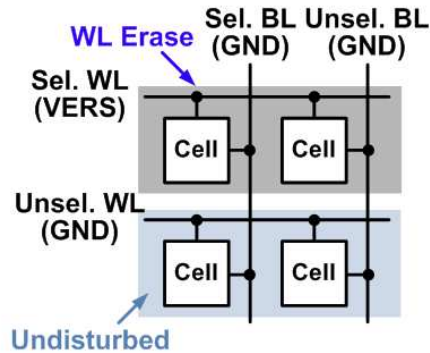 Sel. BL Unsel. BL
(GND) (GND)
WL Erase
Sel. WL
(VERS)
Cell Cell
Unsel. WL
(GND)
Cell Cell
Undisturbed